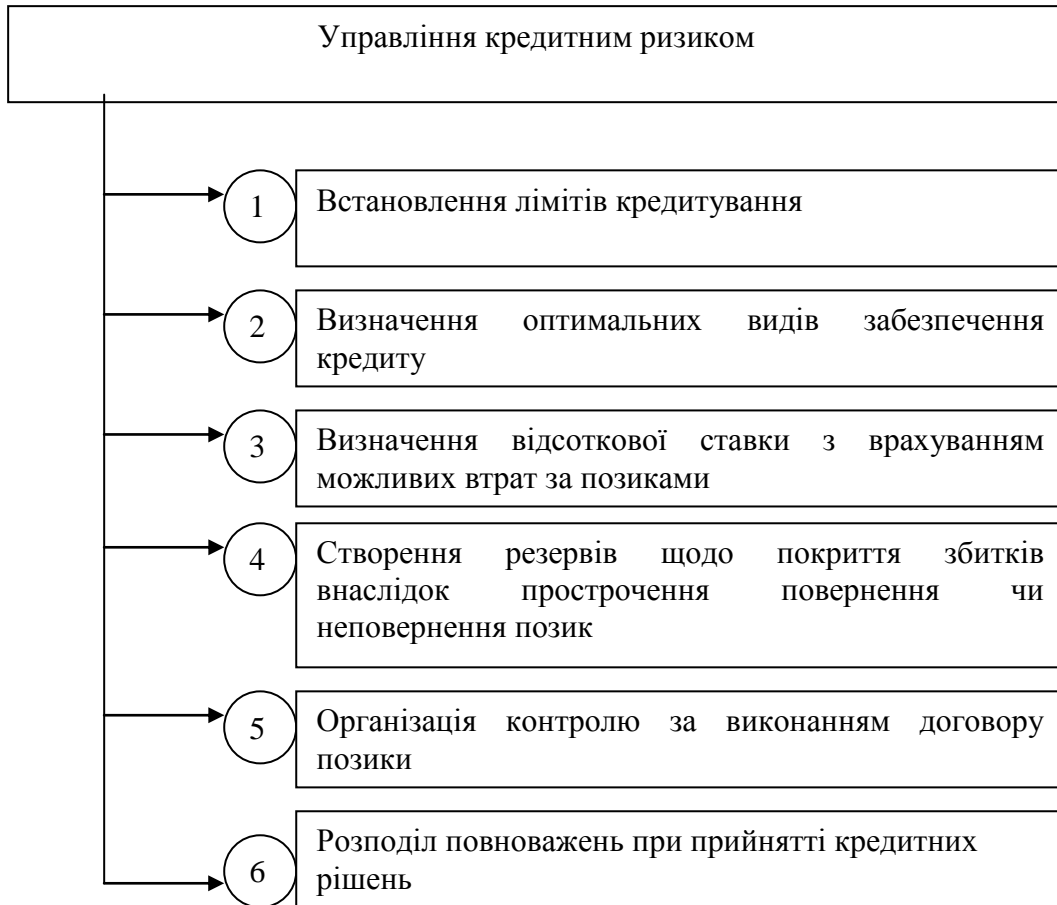 Управління кредитним ризиком
1
Встановлення лімітів кредитування
2
Визначення оптимальних видів забезпечення
кредиту
3
Визначення відсоткової ставки з врахуванням
можливих втрат за позиками
4
Створення резервів щодо покриття збитків
внаслідок прострочення повернення чи
неповернення позик
5
Організація контролю за виконанням договору
позики
6
Розподіл повноважень при прийнятті кредитних
рішень